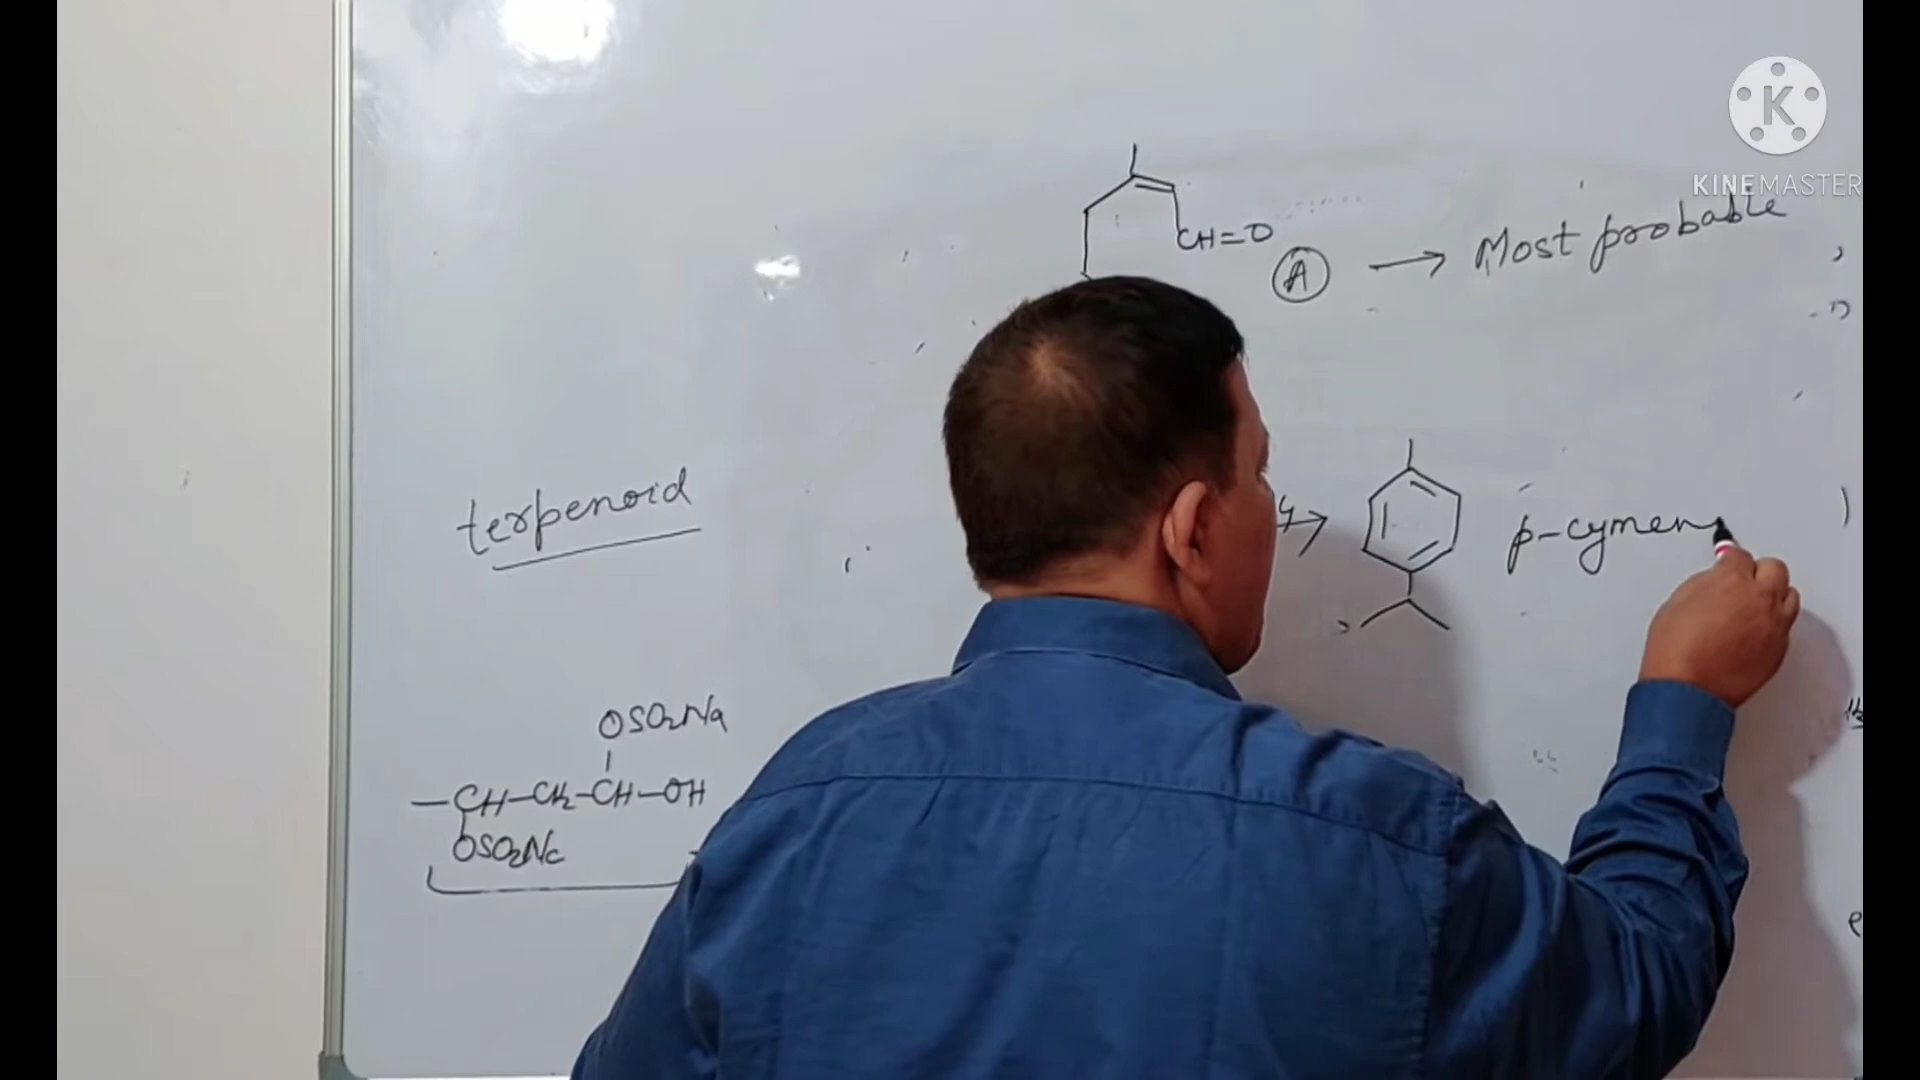 KINEMASTER
CH=O
A → Most probable
terpenoid
p-cymen
OSO2Na
-CH-CH2-CH-OH
OSO2Na